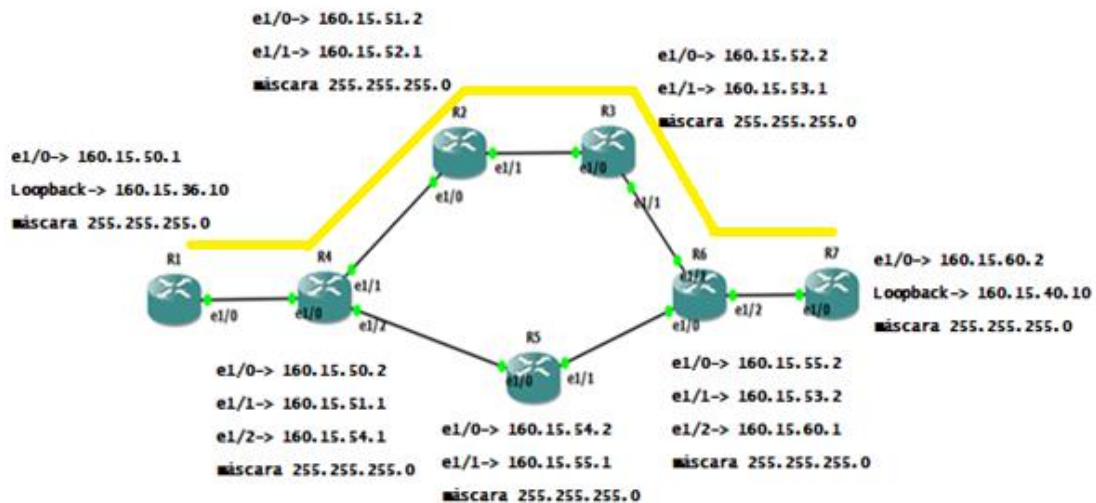 e1/0-> 160.15.51.2
e1/1-> 160.15.52.1
máscara 255.255.255.0
e1/0-> 160.15.52.2
e1/1-> 160.15.53.1
máscara 255.255.255.0
R2
R3
e1/1
e1/0
e1/0
e1/1
e1/0-> 160.15.50.1
Loopback-> 160.15.36.10
máscara 255.255.255.0
R1
R4
e1/1
e1/0
e1/0
e1/2
R6
R7
e1/1
e1/0
e1/2
e1/0
e1/0-> 160.15.60.2
Loopback-> 160.15.40.10
máscara 255.255.255.0
R5
e1/0
e1/1
e1/0-> 160.15.50.2
e1/1-> 160.15.51.1
e1/2-> 160.15.54.1
máscara 255.255.255.0
e1/0-> 160.15.54.2
e1/1-> 160.15.55.1
máscara 255.255.255.0
e1/0-> 160.15.55.2
e1/1-> 160.15.53.2
e1/2-> 160.15.60.1
máscara 255.255.255.0